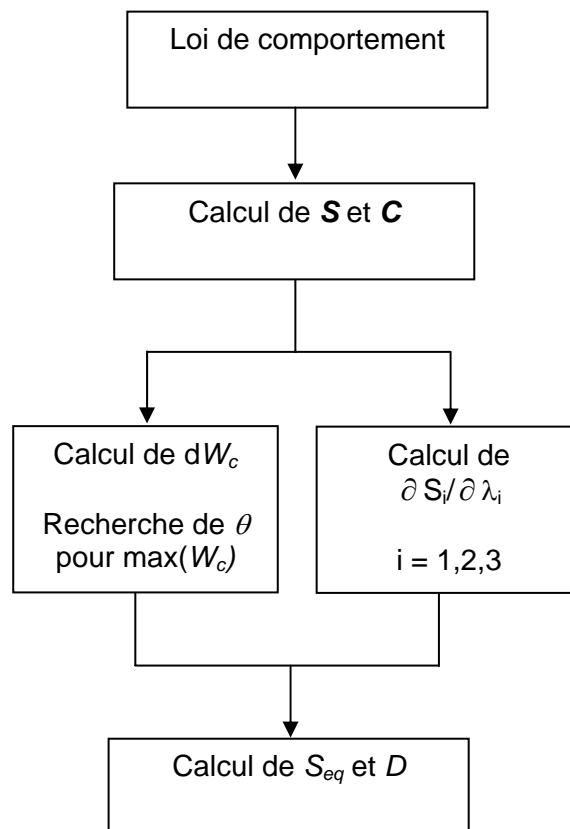 Loi de comportement
Calcul de S et C
Calcul de dWc
Recherche de θ
pour max(Wc)
Calcul de
∂ Si/∂ λi
i = 1,2,3
Calcul de Seq et D